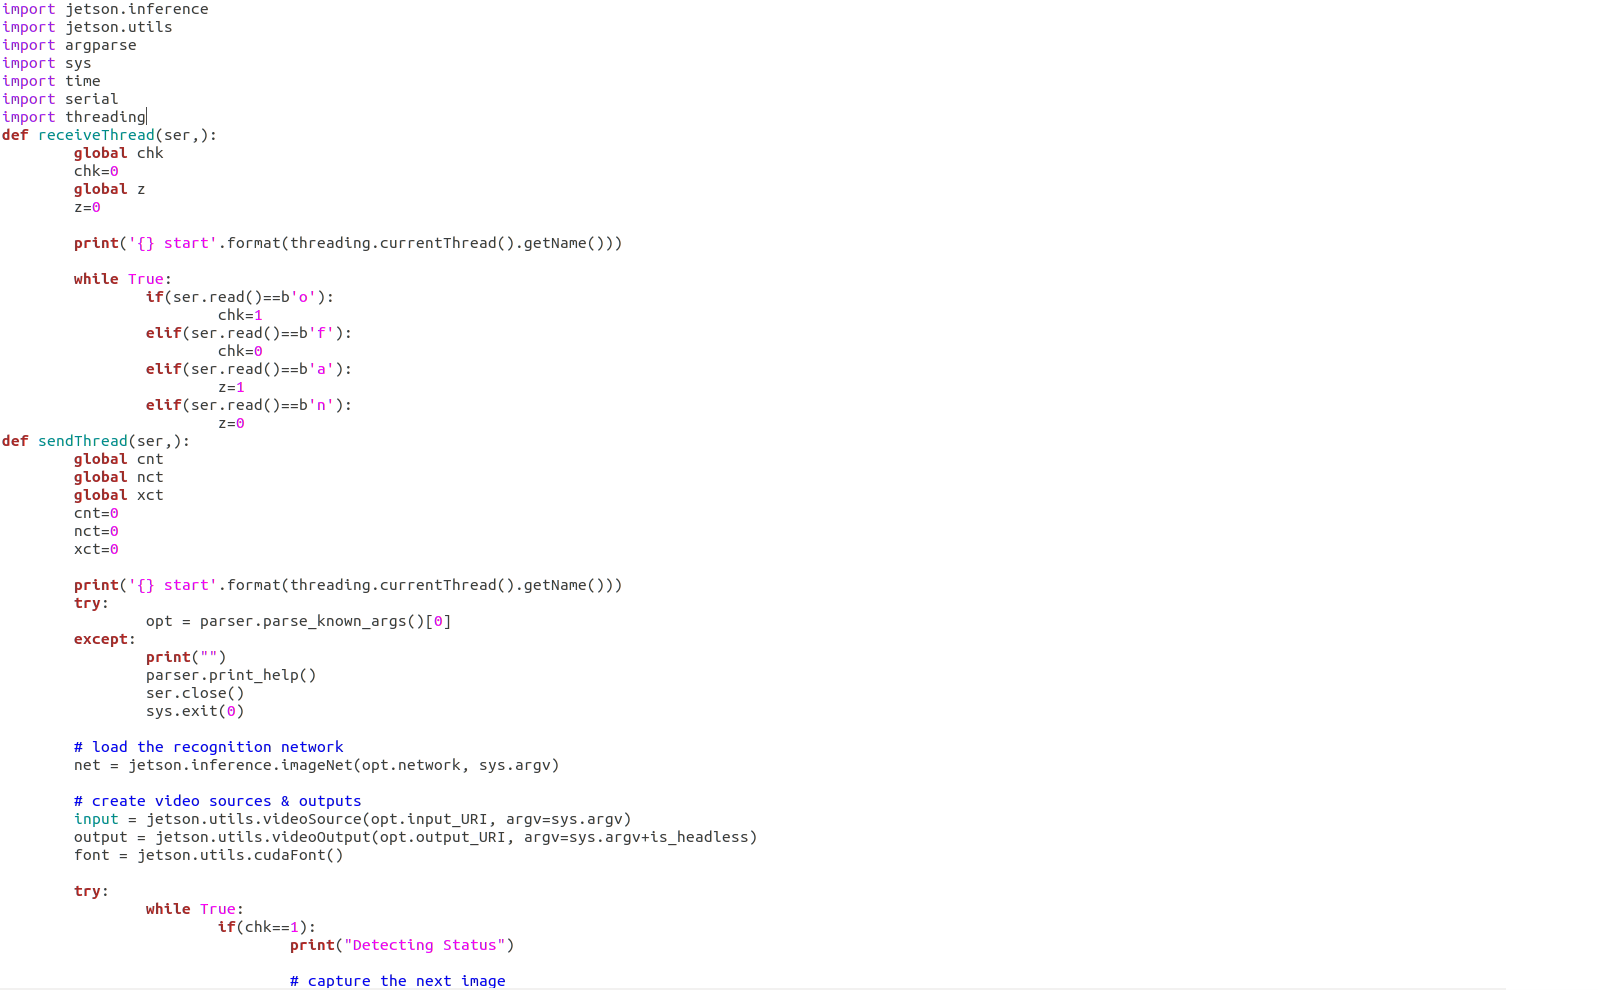 import jetson.inference
import jetson.utils
import argparse
import sys
import time
import serial
import threading
def receiveThread(ser,):
        global chk
        chk=0
        global z
        z=0

        print('{} start'.format(threading.currentThread().getName()))

        while True:
                if(ser.read()==b'o'):
                        chk=1
                elif(ser.read()==b'f'):
                        chk=0
                elif(ser.read()==b'a'):
                        z=1
                elif(ser.read()==b'n'):
                        z=0
def sendThread(ser,):
        global cnt
        global nct
        global xct
        cnt=0
        nct=0
        xct=0

        print('{} start'.format(threading.currentThread().getName()))
        try:
                opt = parser.parse_known_args()[0]
        except:
                print("")
                parser.print_help()
                ser.close()
                sys.exit(0)

        # load the recognition network
        net = jetson.inference.imageNet(opt.network, sys.argv)

        # create video sources & outputs
        input = jetson.utils.videoSource(opt.input_URI, argv=sys.argv)
        output = jetson.utils.videoOutput(opt.output_URI, argv=sys.argv+is_headless)
        font = jetson.utils.cudaFont()

        try:
                while True:
                        if(chk==1):
                                print("Detecting Status")

                                # capture the next image